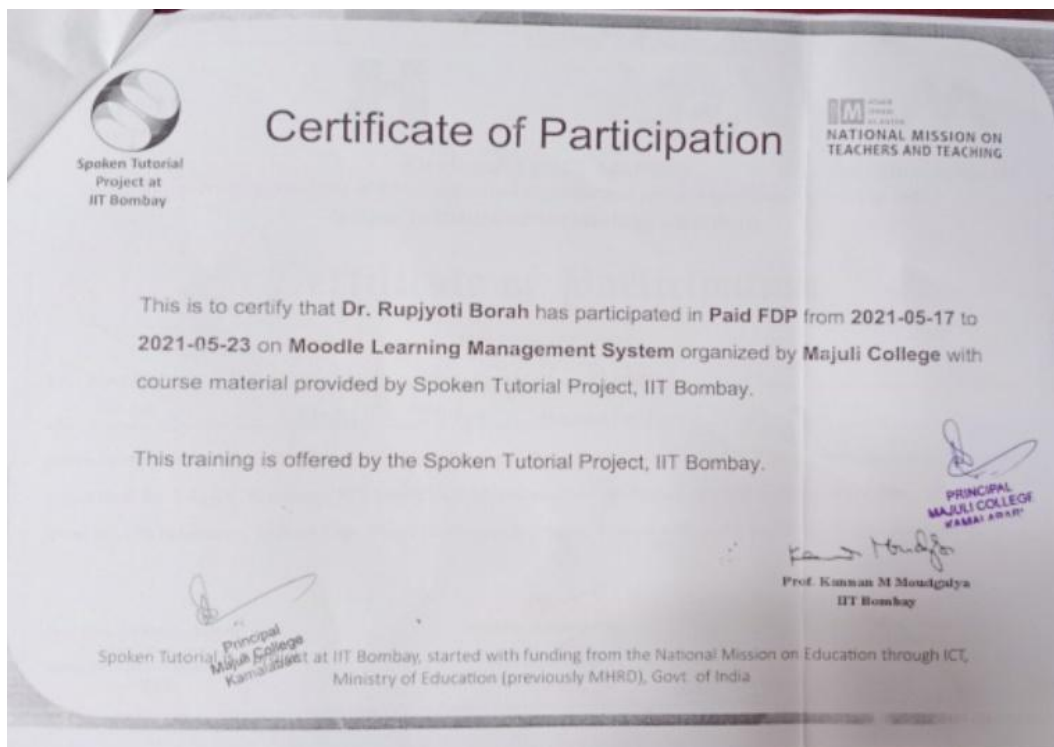 Certificate of Participation
Spoken Tutorial
Project at
IIT Bombay
NATIONAL MISSION ON
TEACHERS AND TEACHING
This is to certify that Dr. Rupjyoti Borah has participated in Paid FDP from 2021-05-17 to
2021-05-23 on Moodle Learning Management System organized by Majuli College with
course material provided by Spoken Tutorial Project, IIT Bombay.
This training is offered by the Spoken Tutorial Project, IIT Bombay.
PRINCIPAL
MAJULI COLLEGE
Prof. Kannan M Moudgalya
IIT Bombay
Principal
Majuli College
Kamalabari
Spoken Tutorial at IIT Bombay, started with funding from the National Mission on Education through ICT,
Ministry of Education (previously MHRD), Govt. of India